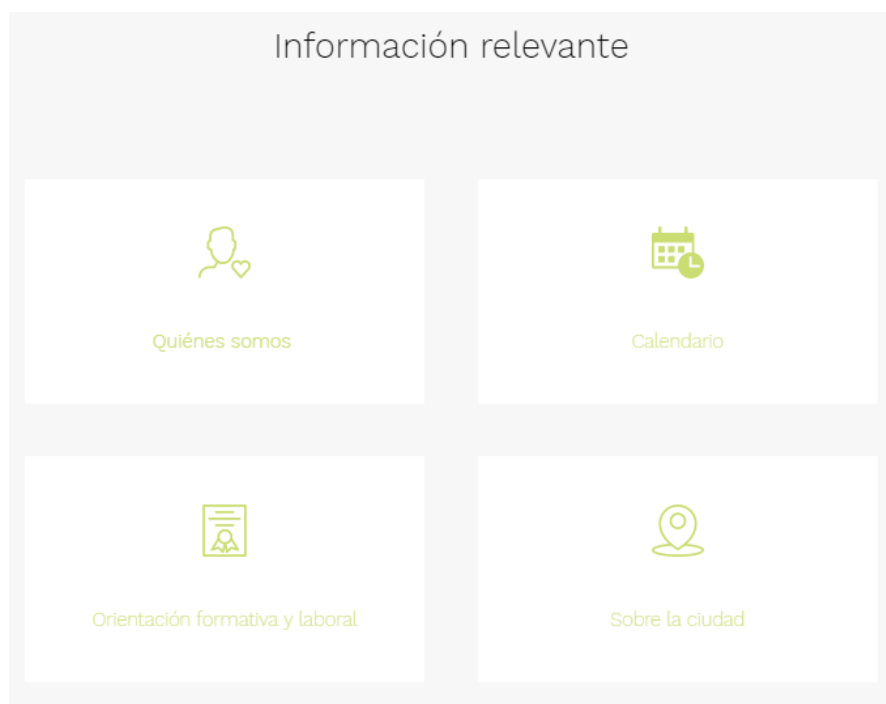 Información relevante
Quiénes somos
Calendario
Orientación formativa y laboral
Sobre la ciudad